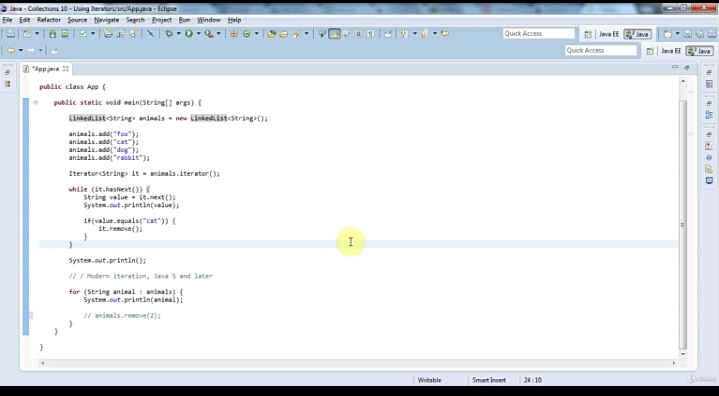 Java - Collections 10 - Using Iterators/src/App.java - Eclipse
File Edit Refactor Source Navigate Search Project Run Window Help
Quick Access Java EE Java
Quick Access Java EE Java
*App.java
public class App {
public static void main(String[] args) {
LinkedList<String> animals = new LinkedList<String>();
animals.add("fox");
animals.add("cat");
animals.add("dog");
animals.add("rabbit");
Iterator<String> it = animals.iterator();
while (it.hasNext()) {
String value = it.next();
System.out.println(value);
if(value.equals("cat")) {
it.remove();
}
}
System.out.println();
// / Modern iteration, Java 5 and later
for (String animal : animals) {
System.out.println(animal);
// animals.remove(2);
}
}
}
Writable Smart Insert 24 : 10